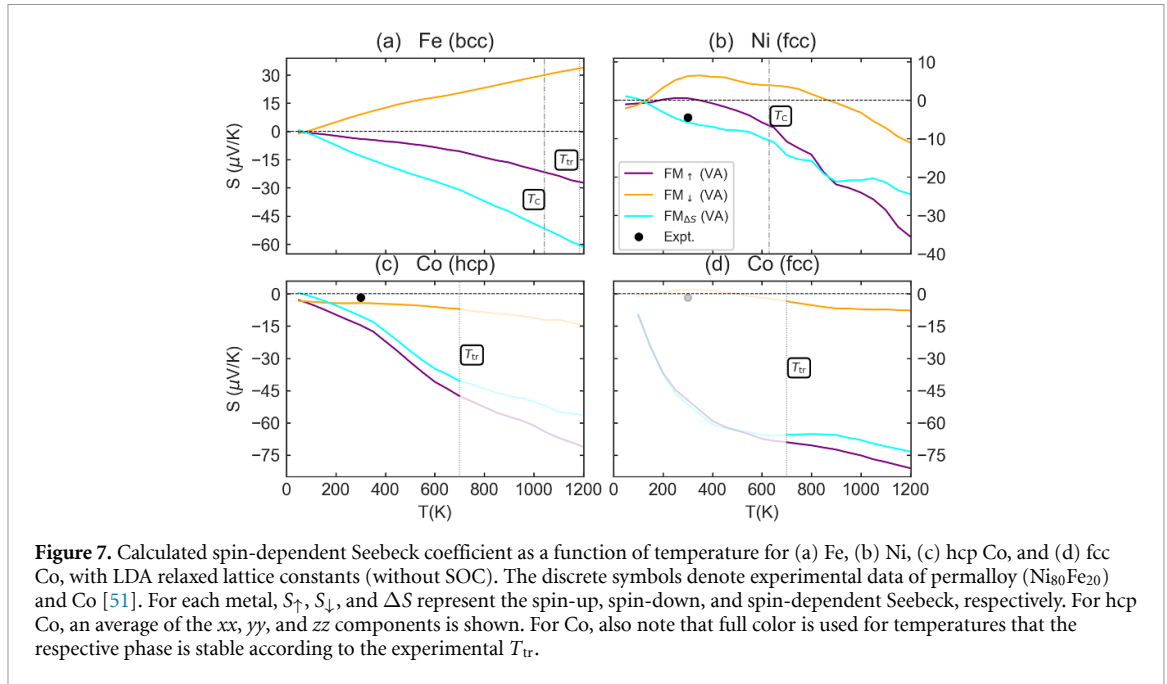 (a) Fe (bcc)
(b) Ni (fcc)
S (μV/K)
30
15
0
−15
−30
−45
−60
T_C
T_tr
10
0
−10
−20
−30
−40
T_C
FM↑ (VA)
FM↓ (VA)
FM_ΔS (VA)
Expt.
(c) Co (hcp)
(d) Co (fcc)
S (μV/K)
0
−15
−30
−45
−60
−75
T_tr
T_tr
0
−15
−30
−45
−60
−75
0 200 400 600 800 1000 1200
0 200 400 600 800 1000 1200
T(K)
T(K)
Figure 7. Calculated spin-dependent Seebeck coefficient as a function of temperature for (a) Fe, (b) Ni, (c) hcp Co, and (d) fcc
Co, with LDA relaxed lattice constants (without SOC). The discrete symbols denote experimental data of permalloy (Ni₈₀Fe₂₀)
and Co [51]. For each metal, S↑, S↓, and ΔS represent the spin-up, spin-down, and spin-dependent Seebeck, respectively. For hcp
Co, an average of the xx, yy, and zz components is shown. For Co, also note that full color is used for temperatures that the
respective phase is stable according to the experimental T_tr.